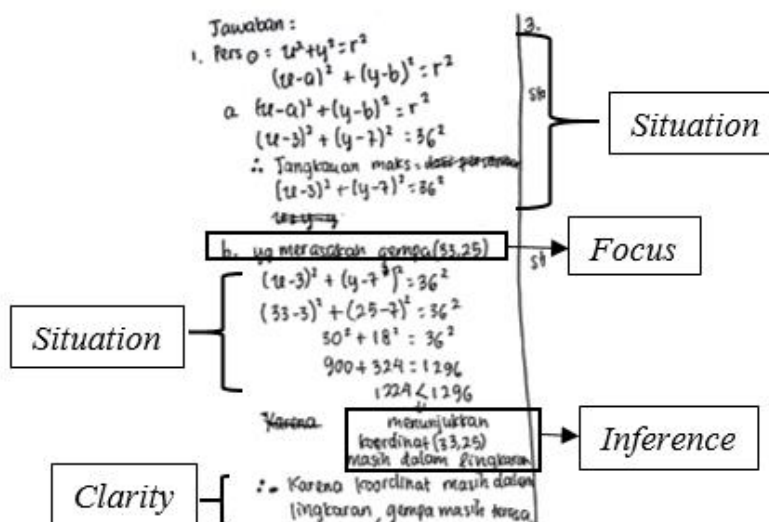 Jawaban :
1. Pers ⊙ = x²+y²=r²
(x-a)² + (y-b)² = r²
a (x-a)² + (y-b)² = r²
(x-3)² + (y-7)² = 36²
∴ Jangkauan maks =
(x-3)² + (y-7)² = 36²
b. yg merasakan gempa (33,25)
(x-3)² + (y-7)² = 36²
(33-3)² + (25-7)² = 36²
30² + 18² = 36²
900 + 324 = 1296
1224 < 1296
Karena menunjukkan
koordinat (33,25)
masih dalam lingkaran
∴ Karena koordinat masih dalam
lingkaran, gempa masih terasa
3.
Situation
Focus
Situation
Inference
Clarity